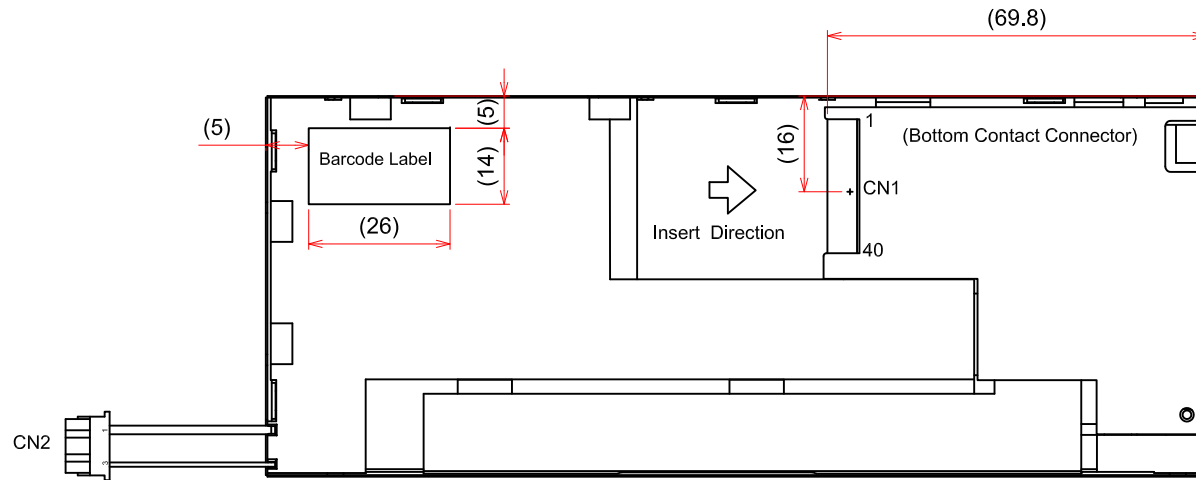 (69.8)
(5)
1
(Bottom Contact Connector)
(5)
Barcode Label
(14)
(16)
CN1
(26)
Insert Direction
40
CN2
1
3